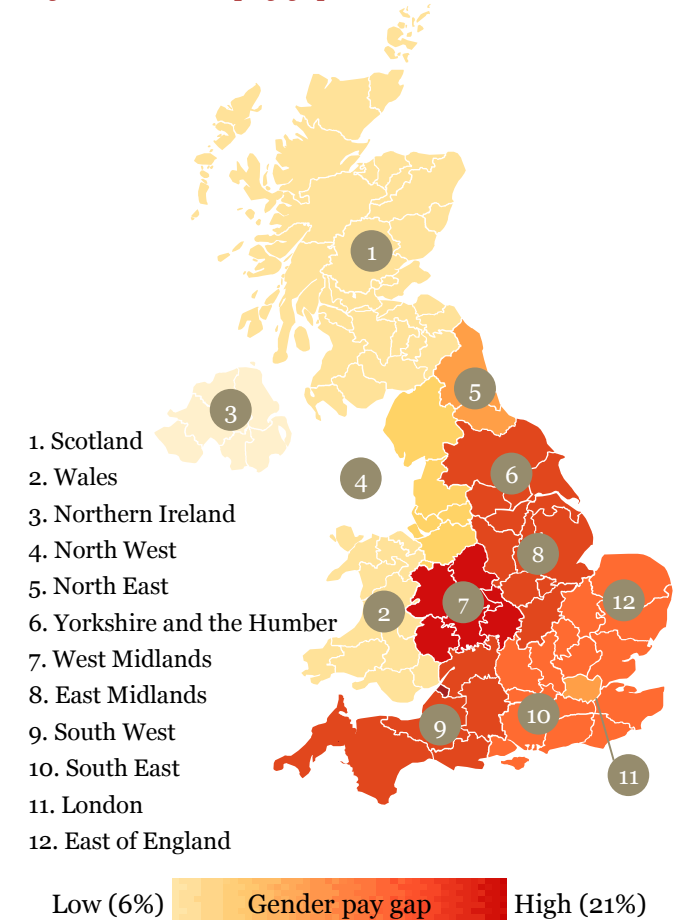 1
5
3
4
6
8
12
7
2
10
9
11
1. Scotland
2. Wales
3. Northern Ireland
4. North West
5. North East
6. Yorkshire and the Humber
7. West Midlands
8. East Midlands
9. South West
10. South East
11. London
12. East of England
Low (6%) Gender pay gap High (21%)